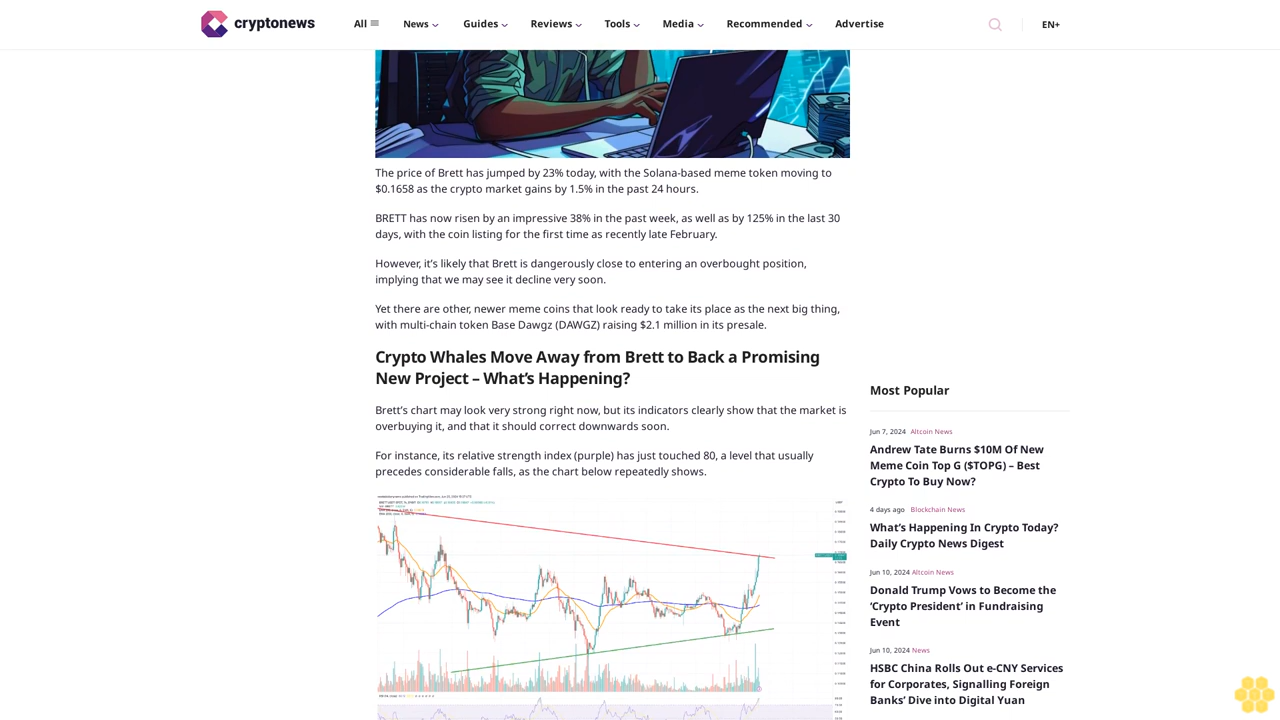 cryptonews
All
News
Guides
Reviews
Tools
Media
Recommended
Advertise
EN+
The price of Brett has jumped by 23% today, with the Solana-based meme token moving to
$0.1658 as the crypto market gains by 1.5% in the past 24 hours.
BRETT has now risen by an impressive 38% in the past week, as well as by 125% in the last 30
days, with the coin listing for the first time as recently late February.
However, it’s likely that Brett is dangerously close to entering an overbought position,
implying that we may see it decline very soon.
Yet there are other, newer meme coins that look ready to take its place as the next big thing,
with multi-chain token Base Dawgz (DAWGZ) raising $2.1 million in its presale.
Crypto Whales Move Away from Brett to Back a Promising
New Project – What’s Happening?
Brett’s chart may look very strong right now, but its indicators clearly show that the market is
overbuying it, and that it should correct downwards soon.
For instance, its relative strength index (purple) has just touched 80, a level that usually
precedes considerable falls, as the chart below repeatedly shows.
Most Popular
Jun 7, 2024 Altcoin News
Andrew Tate Burns $10M Of New
Meme Coin Top G ($TOPG) – Best
Crypto To Buy Now?
4 days ago Blockchain News
What’s Happening In Crypto Today?
Daily Crypto News Digest
Jun 10, 2024 Altcoin News
Donald Trump Vows to Become the
‘Crypto President’ in Fundraising
Event
Jun 10, 2024 News
HSBC China Rolls Out e-CNY Services
for Corporates, Signalling Foreign
Banks’ Dive into Digital Yuan